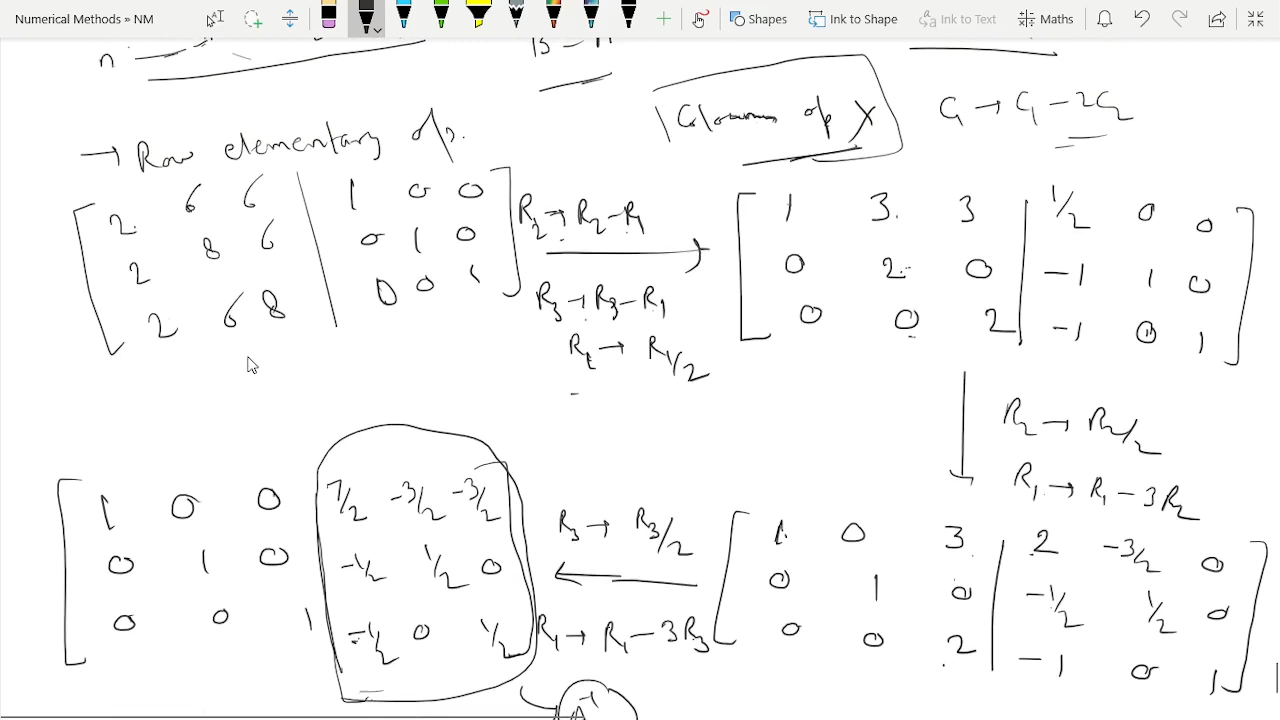 Numerical Methods » NM
Shapes
Ink to Shape
Ink to Text
Maths
n
B - A
→ Row elementary op.
Columns of X
C₁ → C₁ - 2C₂
[ 2 6 6 | 1 0 0 ]
[ 2 8 6 | 0 1 0 ]
[ 2 6 8 | 0 0 1 ]
R₂ → R₂ - R₁
R₃ → R₃ - R₁
R₁ → R₁/2
[ 1 3 3 | 1/2 0 0 ]
[ 0 2 0 | -1 1 0 ]
[ 0 0 2 | -1 0 1 ]
R₂ → R₂/2
R₁ → R₁ - 3R₂
[ 1 0 3 | 2 -3/2 0 ]
[ 0 1 0 | -1/2 1/2 0 ]
[ 0 0 2 | -1 0 1 ]
R₃ → R₃/2
R₁ → R₁ - 3R₃
[ 1 0 0 7/2 -3/2 -3/2 ]
[ 0 1 0 -1/2 1/2 0 ]
[ 0 0 1 -1/2 0 1/2 ]
A⁻¹